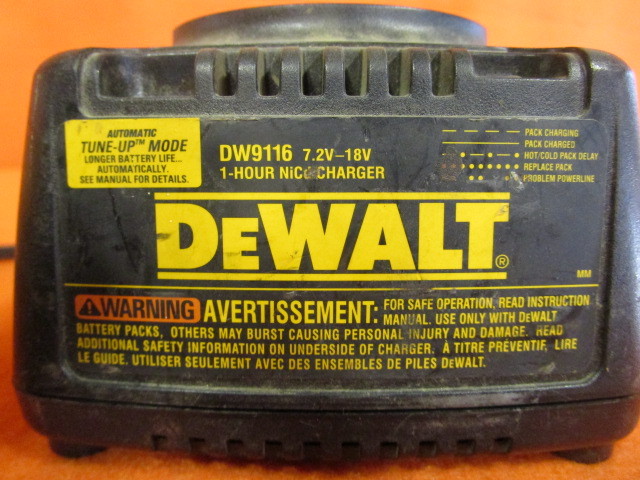 AUTOMATIC
TUNE-UP™ MODE
LONGER BATTERY LIFE...
AUTOMATICALLY.
SEE MANUAL FOR DETAILS.
DW9116 7.2V–18V
1-HOUR NiCd CHARGER
PACK CHARGING
PACK CHARGED
HOT/COLD PACK DELAY
REPLACE PACK
PROBLEM POWERLINE
DEWALT®
MM
WARNING AVERTISSEMENT: FOR SAFE OPERATION, READ INSTRUCTION
MANUAL. USE ONLY WITH DEWALT
BATTERY PACKS, OTHERS MAY BURST CAUSING PERSONAL INJURY AND DAMAGE. READ
ADDITIONAL SAFETY INFORMATION ON UNDERSIDE OF CHARGER. À TITRE PRÉVENTIF, LIRE
LE GUIDE. UTILISER SEULEMENT AVEC DES ENSEMBLES DE PILES DEWALT.